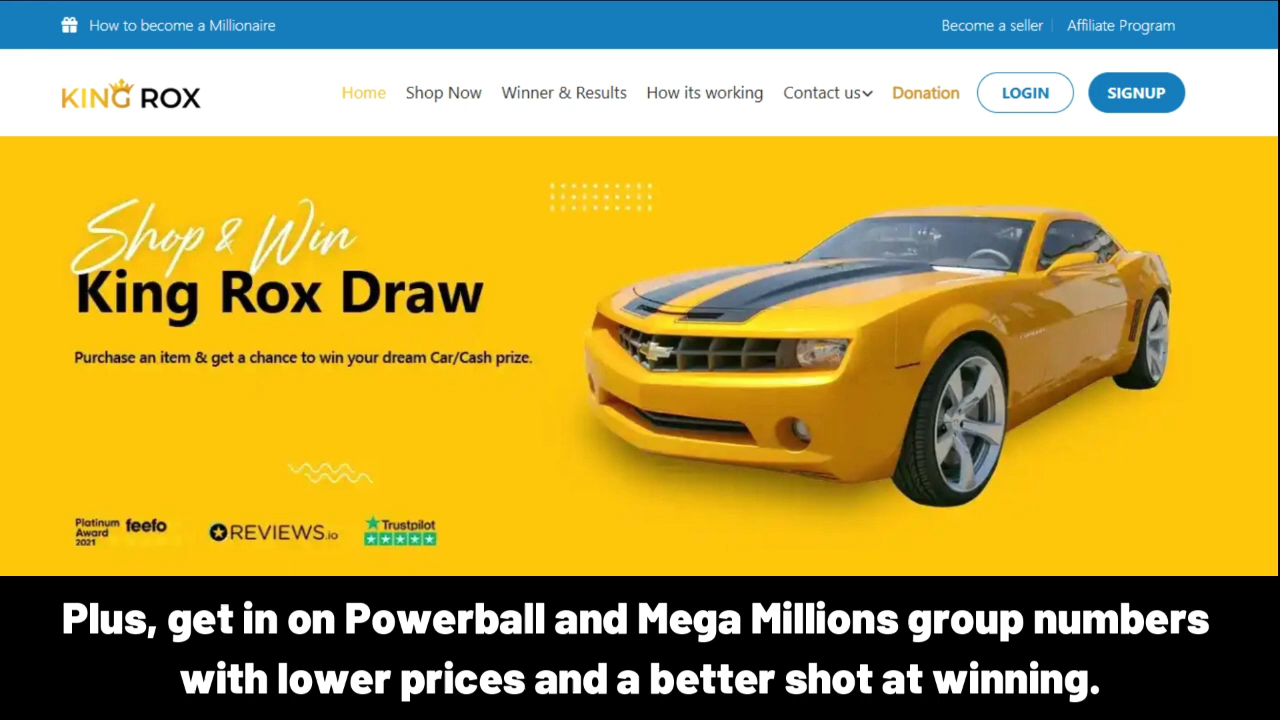 How to become a Millionaire
Become a seller
Affiliate Program
KING ROX
Home
Shop Now
Winner & Results
How its working
Contact us
Donation
LOGIN
SIGNUP
Shop & Win
King Rox Draw
Purchase an item & get a chance to win your dream Car/Cash prize.
Platinum
Award
2021
feefo
REVIEWS.io
Trustpilot
Plus, get in on Powerball and Mega Millions group numbers
with lower prices and a better shot at winning.